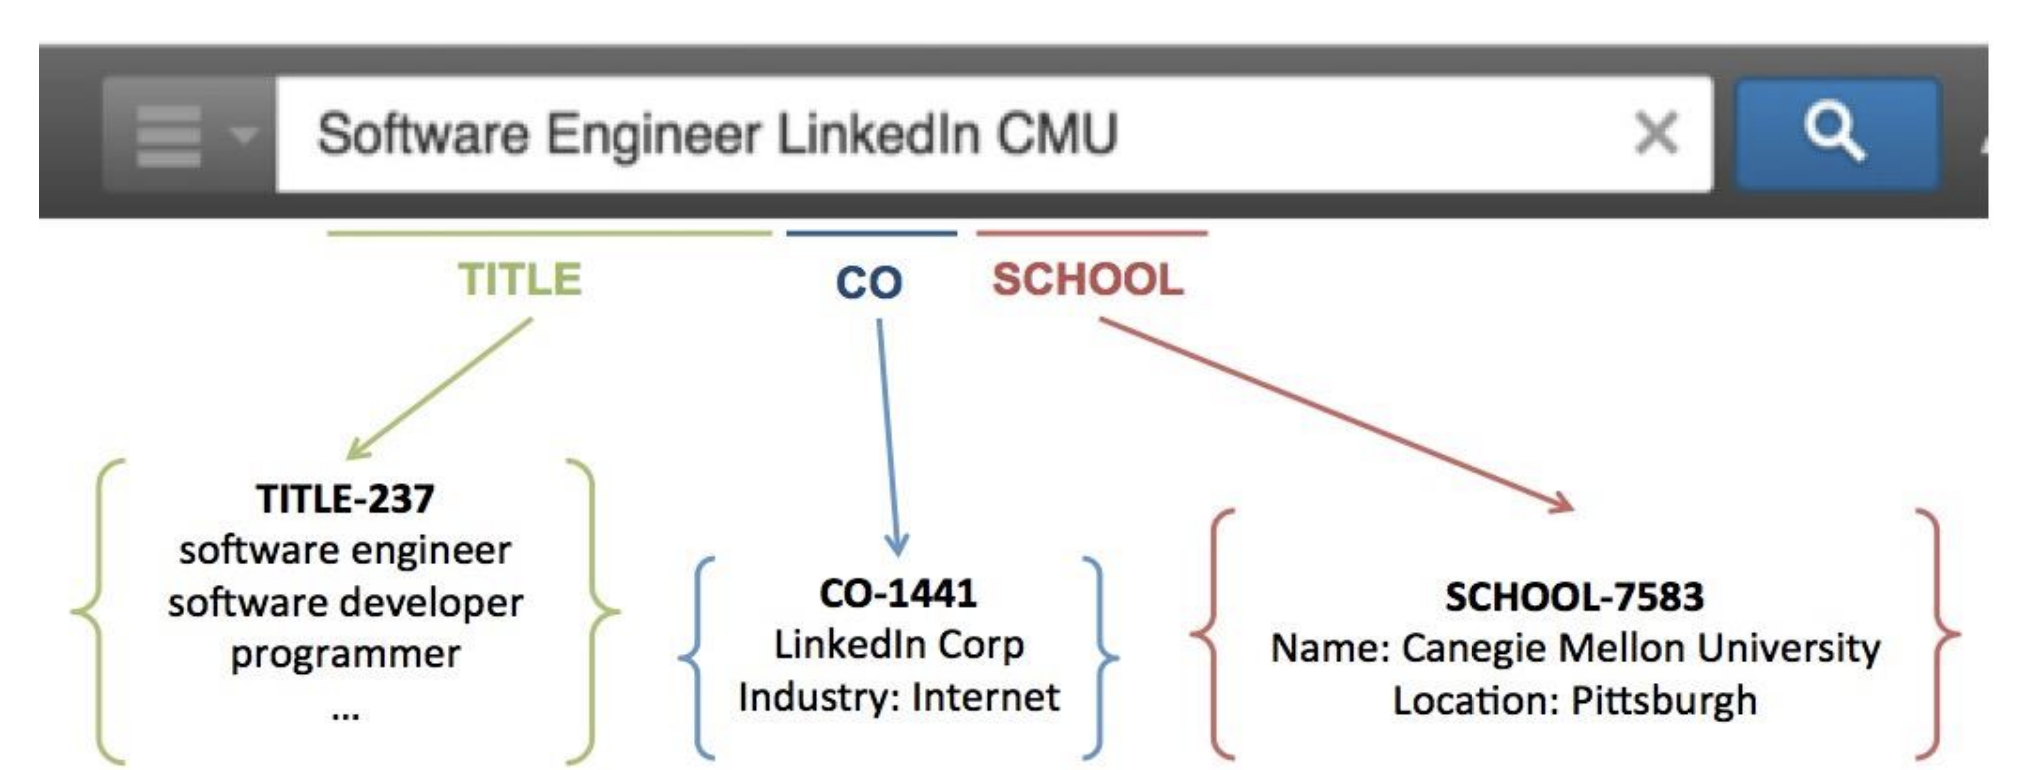 Software Engineer LinkedIn CMU
TITLE CO SCHOOL
TITLE-237
software engineer
software developer
programmer
...
CO-1441
LinkedIn Corp
Industry: Internet
SCHOOL-7583
Name: Canegie Mellon University
Location: Pittsburgh